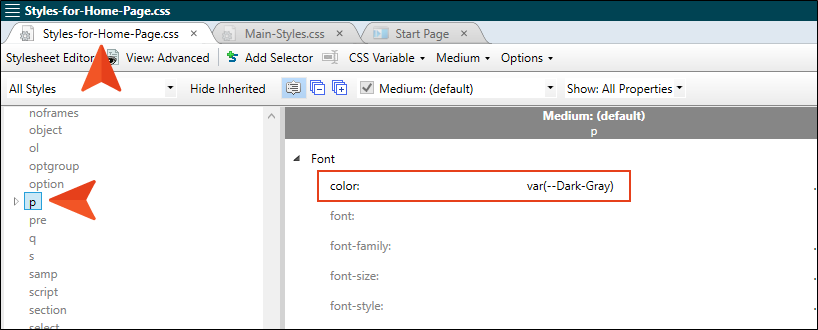 Styles-for-Home-Page.css
Styles-for-Home-Page.css Main-Styles.css Start Page
Stylesheet Editor View: Advanced Add Selector CSS Variable Medium Options
All Styles Hide Inherited Medium: (default) Show: All Properties
noframes
object
ol
optgroup
option
p
pre
q
s
samp
script
section
select
Medium: (default)
p
Font
color: var(--Dark-Gray)
font:
font-family:
font-size:
font-style: